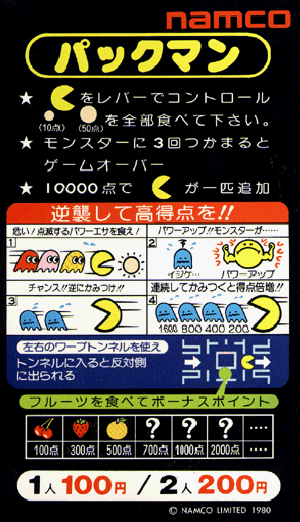 namco
パックマン
★ をレバーでコントロール
(10点) (50点) を全部食べて下さい。
★ モンスターに3回つかまると
ゲームオーバー
★ 10000点で が一匹追加
逆襲して高得点を!!
危い!点滅するパワーエサを食え!
1
パワーアップ!!モンスターが……
2
イジケ… パワーアップ
チャンス!!逆にかみつけ!!
3
連続してかみつくと得点倍増!!
4
1600 800 400 200
左右のワープトンネルを使え
トンネルに入ると反対側
に出られる
フルーツを食べてボーナスポイント
? ? ? ‥‥
100点 300点 500点 700点 1000点 2000点 ‥‥
1人100円 / 2人200円
© NAMCO LIMITED 1980